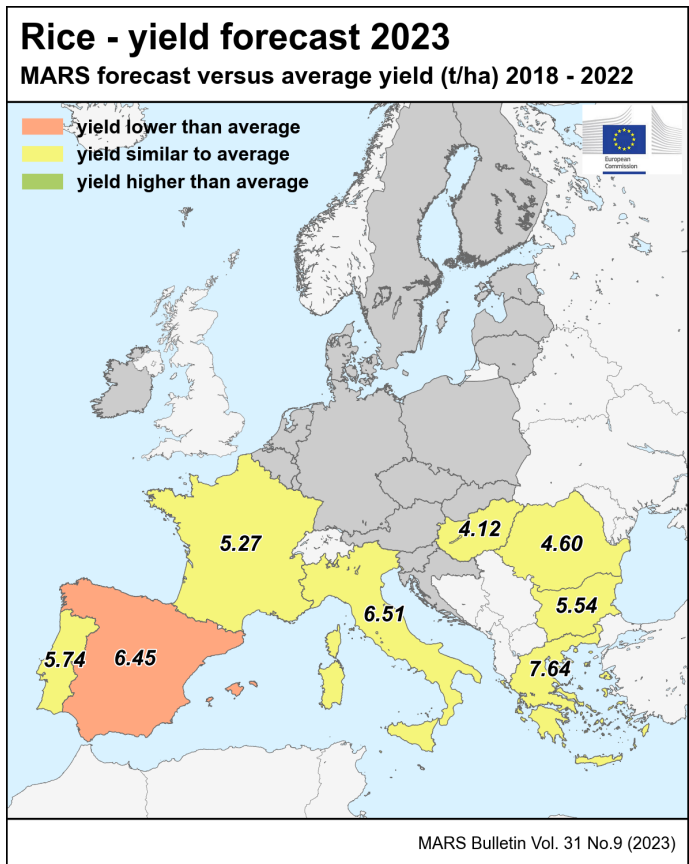 Rice - yield forecast 2023
MARS forecast versus average yield (t/ha) 2018 - 2022
yield lower than average
yield similar to average
yield higher than average
European
Commission
4.12
5.27
4.60
5.54
6.51
5.74
6.45
7.64
MARS Bulletin Vol. 31 No.9 (2023)